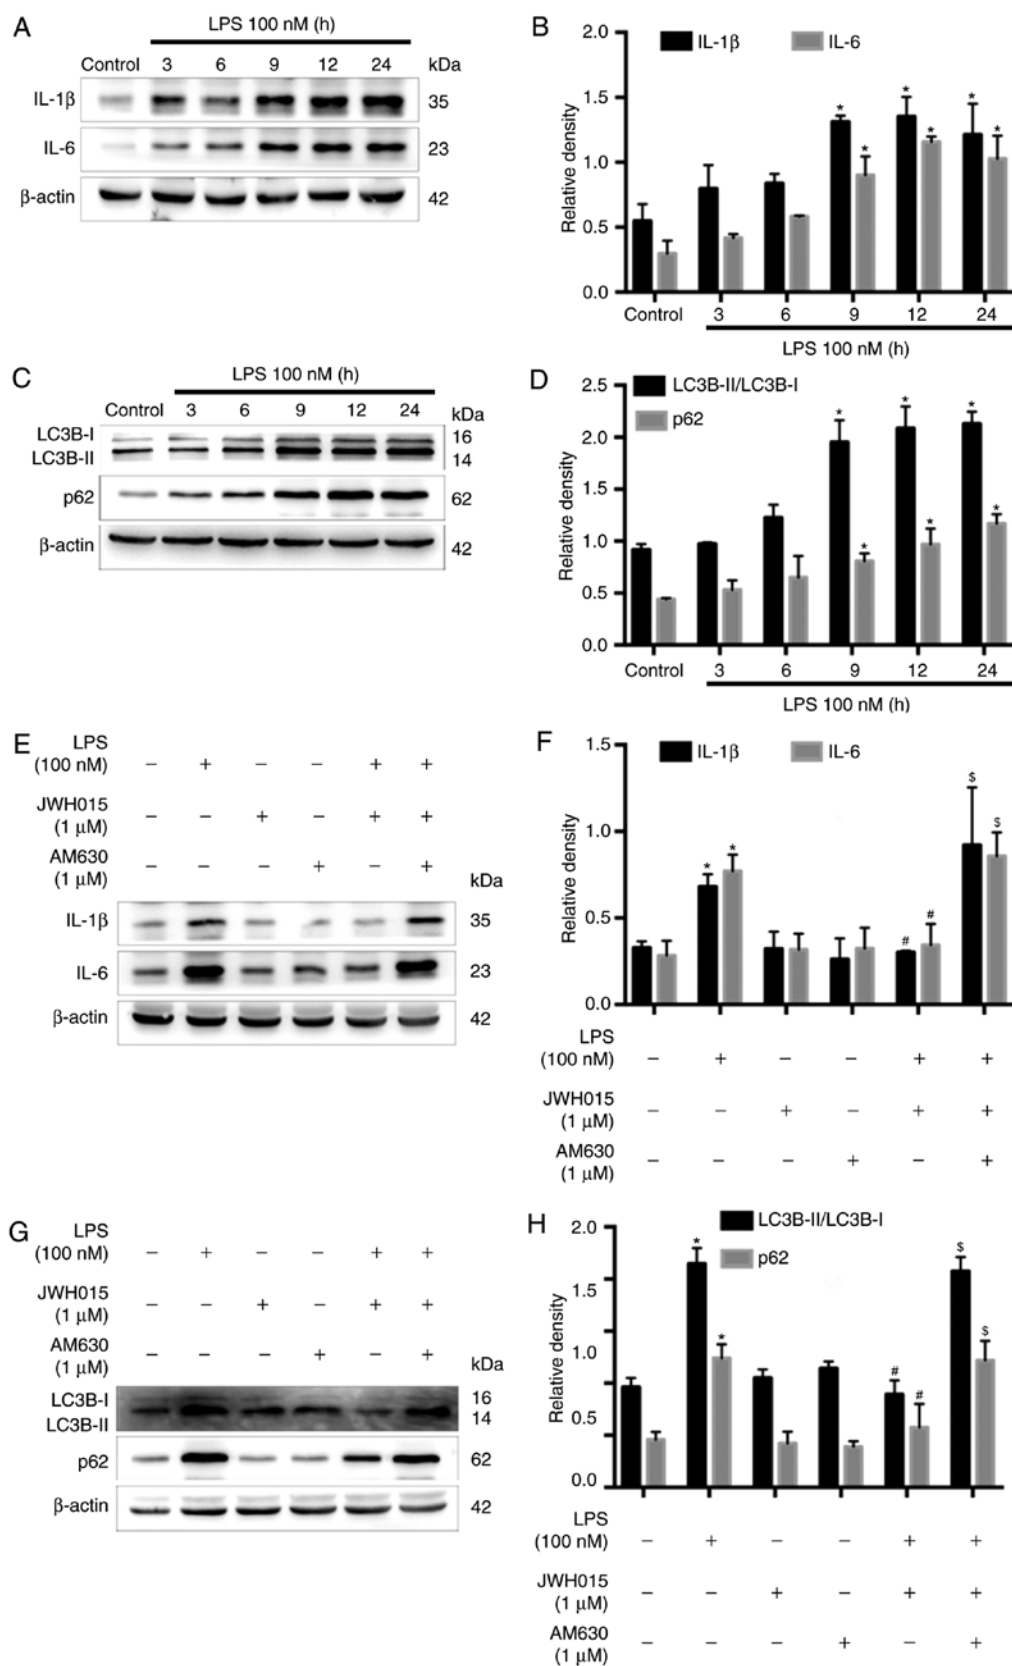 A
LPS 100 nM (h)
Control 3 6 9 12 24 kDa
IL-1β 35
IL-6 23
β-actin 42
B
IL-1β IL-6
Relative density
2.0
1.5
1.0
0.5
0.0
* * * * * *
Control 3 6 9 12 24
LPS 100 nM (h)
C
LPS 100 nM (h)
Control 3 6 9 12 24 kDa
LC3B-I 16
LC3B-II 14
p62 62
β-actin 42
D
LC3B-II/LC3B-I
p62
Relative density
2.5
2.0
1.5
1.0
0.5
0.0
* * * * * *
Control 3 6 9 12 24
LPS 100 nM (h)
E
LPS
(100 nM) − + − − + +
JWH015
(1 μM) − − + − + +
AM630
(1 μM) − − − + − +
kDa
IL-1β 35
IL-6 23
β-actin 42
F
IL-1β IL-6
Relative density
1.5
1.0
0.5
0.0
* * # # $ $
LPS
(100 nM) − + − − + +
JWH015
(1 μM) − − + − + +
AM630
(1 μM) − − − + − +
G
LPS
(100 nM) − + − − + +
JWH015
(1 μM) − − + − + +
AM630
(1 μM) − − − + − +
kDa
LC3B-I 16
LC3B-II 14
p62 62
β-actin 42
H
LC3B-II/LC3B-I
p62
Relative density
2.0
1.5
1.0
0.5
0.0
* * # # $ $
LPS
(100 nM) − + − − + +
JWH015
(1 μM) − − + − + +
AM630
(1 μM) − − − + − +